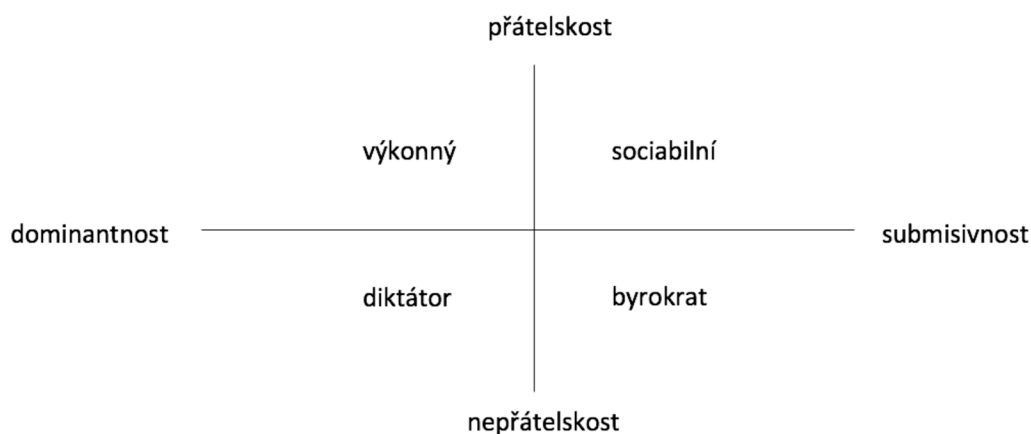 přátelskost
výkonný sociabilní
dominantnost submisivnost
diktátor byrokrat
nepřátelskost